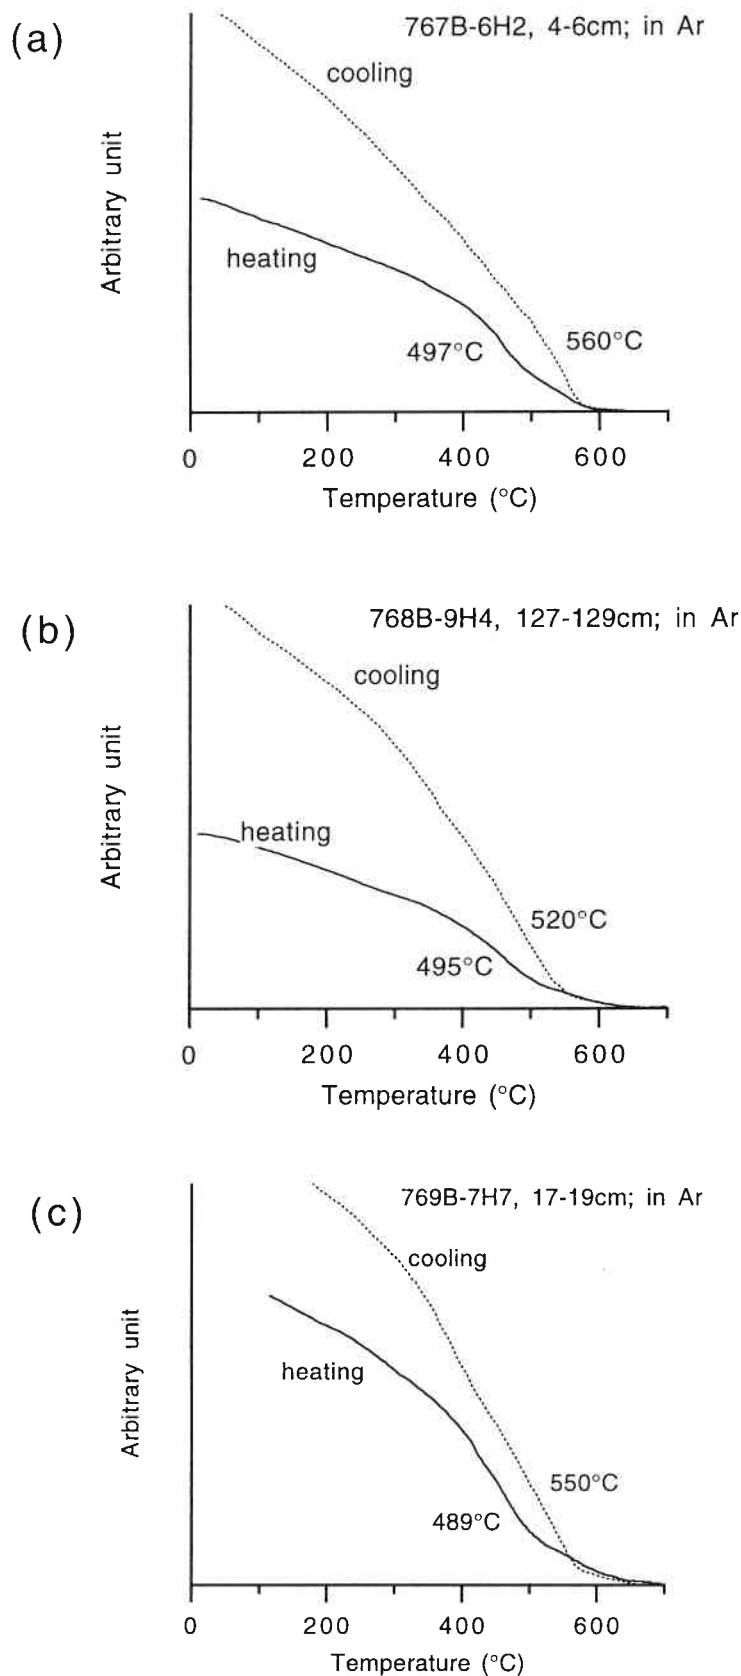 (a)
767B-6H2, 4-6cm; in Ar
cooling
Arbitrary unit
heating
497°C
560°C
0 200 400 600
Temperature (°C)
(b)
768B-9H4, 127-129cm; in Ar
cooling
Arbitrary unit
heating
520°C
495°C
0 200 400 600
Temperature (°C)
(c)
769B-7H7, 17-19cm; in Ar
cooling
Arbitrary unit
heating
550°C
489°C
0 200 400 600
Temperature (°C)